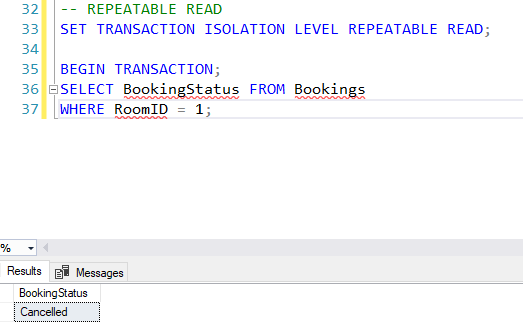 32 -- REPEATABLE READ
33 SET TRANSACTION ISOLATION LEVEL REPEATABLE READ;
34
35 BEGIN TRANSACTION;
36 SELECT BookingStatus FROM Bookings
37 WHERE RoomID = 1;
%
Results Messages
BookingStatus
Cancelled